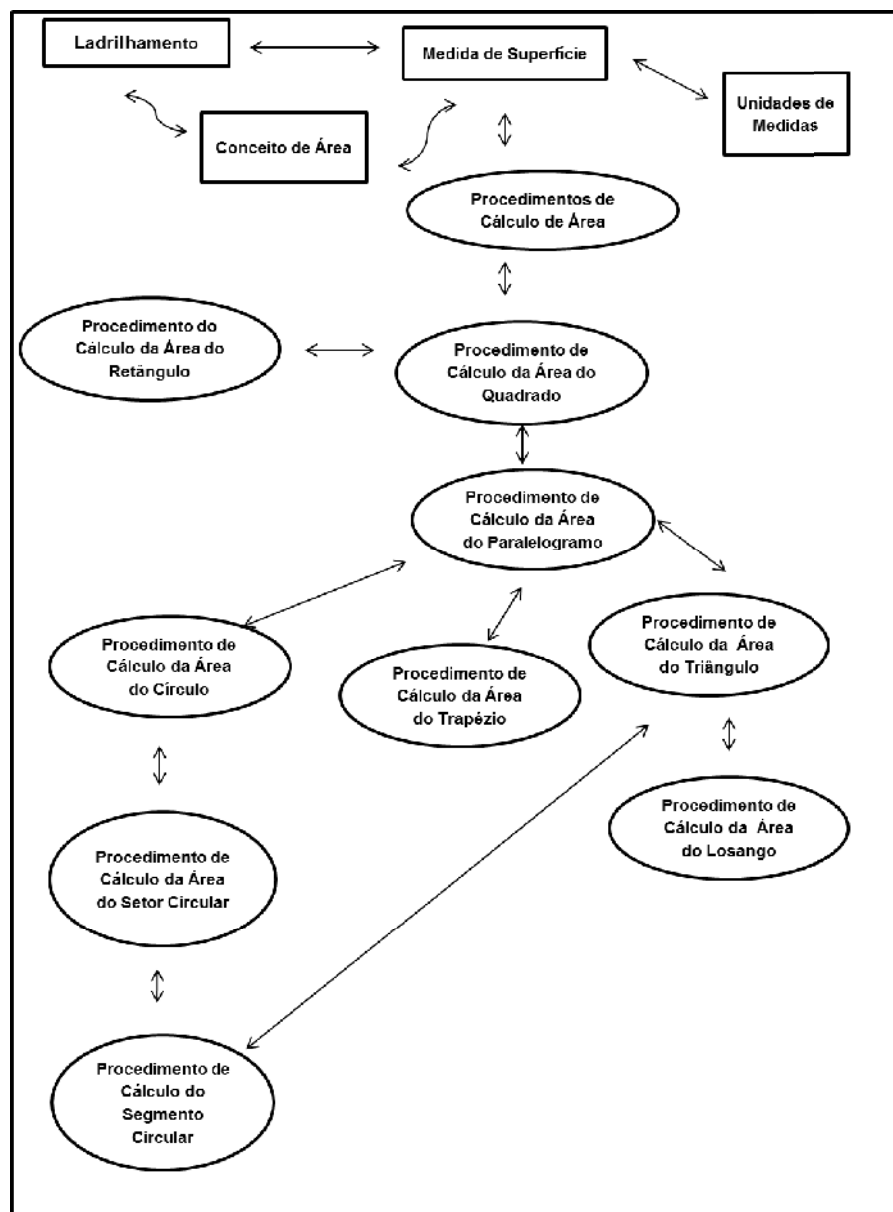 Ladrilhamento
Medida de Superfície
Unidades de
Medidas
Conceito de Área
Procedimentos de
Cálculo de Área
Procedimento do
Cálculo da Área do
Retângulo
Procedimento de
Cálculo da Área do
Quadrado
Procedimento de
Cálculo da Área
do Paralelogramo
Procedimento de
Cálculo da Área
do Círculo
Procedimento de
Cálculo da Área
do Trapézio
Procedimento de
Cálculo da Área
do Triângulo
Procedimento de
Cálculo da Área
do Losango
Procedimento de
Cálculo da Área
do Setor Circular
Procedimento de
Cálculo do
Segmento
Circular